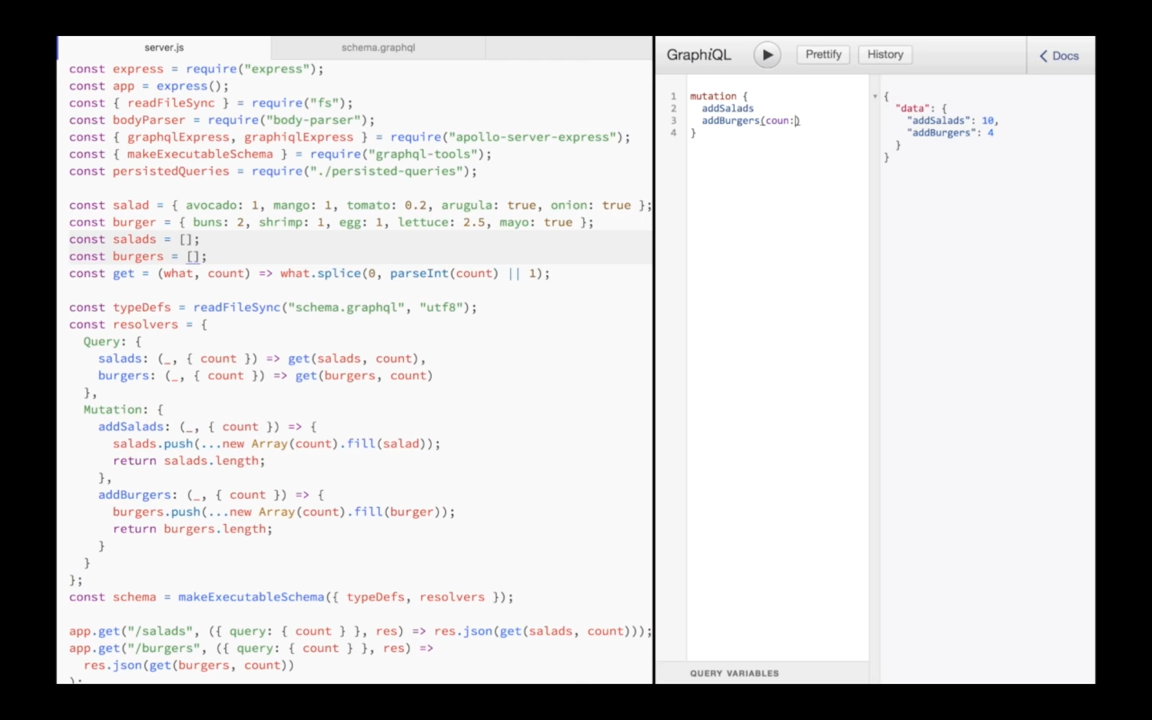 server.js
schema.graphql
const express = require("express");
const app = express();
const { readFileSync } = require("fs");
const bodyParser = require("body-parser");
const { graphqlExpress, graphiqlExpress } = require("apollo-server-express");
const { makeExecutableSchema } = require("graphql-tools");
const persistedQueries = require("./persisted-queries");
const salad = { avocado: 1, mango: 1, tomato: 0.2, arugula: true, onion: true };
const burger = { buns: 2, shrimp: 1, egg: 1, lettuce: 2.5, mayo: true };
const salads = [];
const burgers = [];
const get = (what, count) => what.splice(0, parseInt(count) || 1);
const typeDefs = readFileSync("schema.graphql", "utf8");
const resolvers = {
Query: {
salads: (_, { count }) => get(salads, count),
burgers: (_, { count }) => get(burgers, count)
},
Mutation: {
addSalads: (_, { count }) => {
salads.push(...new Array(count).fill(salad));
return salads.length;
},
addBurgers: (_, { count }) => {
burgers.push(...new Array(count).fill(burger));
return burgers.length;
}
}
};
const schema = makeExecutableSchema({ typeDefs, resolvers });
app.get("/salads", ({ query: { count } }, res) => res.json(get(salads, count)));
app.get("/burgers", ({ query: { count } }, res) =>
res.json(get(burgers, count))
);
GraphiQL
Prettify
History
< Docs
1 mutation {
2 addSalads
3 addBurgers(coun:)
4 }
{
"data": {
"addSalads": 10,
"addBurgers": 4
}
}
QUERY VARIABLES